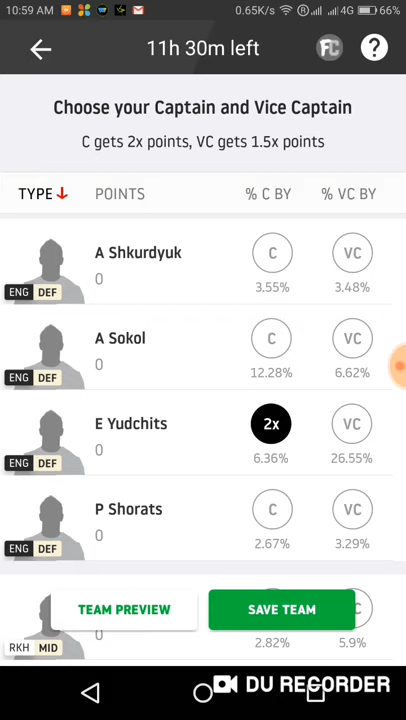 10:59 AM 0.65K/s 4G 66%
11h 30m left FC ?
Choose your Captain and Vice Captain
C gets 2x points, VC gets 1.5x points
TYPE POINTS % C BY % VC BY
A Shkurdyuk C VC
0
ENG DEF 3.55% 3.48%
A Sokol C VC
0
ENG DEF 12.28% 6.62%
E Yudchits 2x VC
0
ENG DEF 6.36% 26.55%
P Shorats C VC
0
ENG DEF 2.67% 3.29%
TEAM PREVIEW SAVE TEAM
0
RKH MID 2.82% 5.9%
DU RECORDER